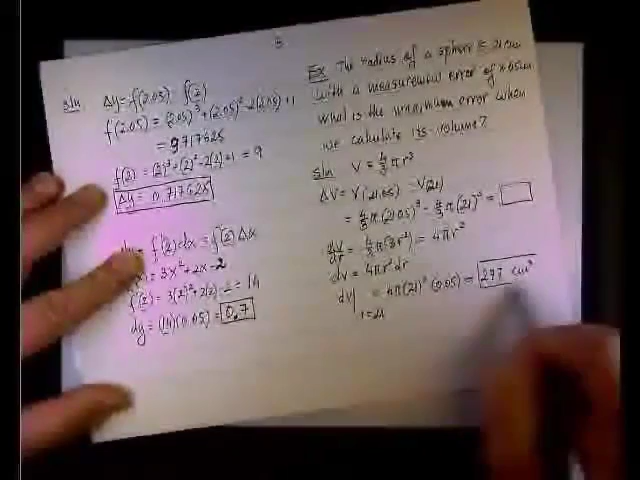 sln Δy = f(2.05) - f(2)
f(2.05) = (2.05)³ + (2.05)² - 2(2.05) + 1
= 9.717625
f(2) = (2)³ + (2)² - 2(2) + 1 = 9
Δy = 0.717625
dy = f'(2) dx = f'(2) Δx
= 3x² + 2x - 2
f'(2) = 3(2)² + 2(2) - 2 = 14
dy = (14)(0.05) = 0.7
Ex The radius of a sphere is 21 cm
with a measurement error of ±0.05 cm
what is the maximum error when
we calculate its volume?
sln V = 4/3 πr³
ΔV = V(21.05) - V(21)
= 4/3 π(21.05)³ - 4/3 π(21)³ =
dV/dr = 4/3 π(3r²) = 4πr²
dV = 4πr² dr
dV| r=21 = 4π(21)² (0.05) = 277 cm³